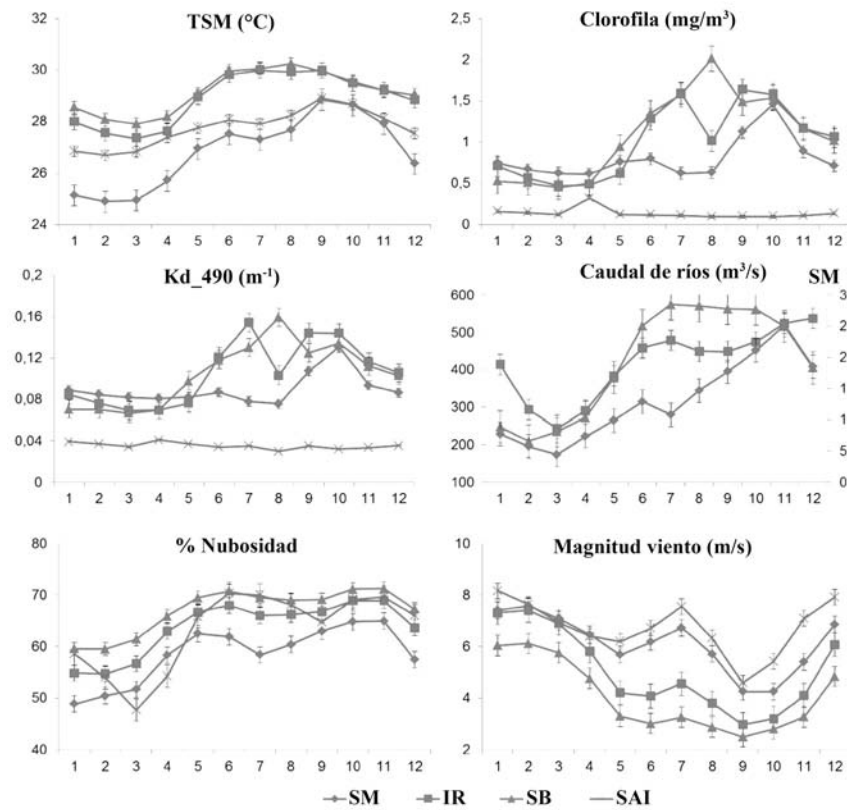 TSM (°C)
32
30
28
26
24
1 2 3 4 5 6 7 8 9 10 11 12
Clorofila (mg/m³)
2,5
2
1,5
1
0,5
0
1 2 3 4 5 6 7 8 9 10 11 12
Kd_490 (m⁻¹)
0,2
0,16
0,12
0,08
0,04
0
1 2 3 4 5 6 7 8 9 10 11 12
Caudal de ríos (m³/s)
SM
600
500
400
300
200
100
3
2
2
1
1
5
0
1 2 3 4 5 6 7 8 9 10 11 12
% Nubosidad
80
70
60
50
40
1 2 3 4 5 6 7 8 9 10 11 12
Magnitud viento (m/s)
10
8
6
4
2
1 2 3 4 5 6 7 8 9 10 11 12
SM IR SB SAI